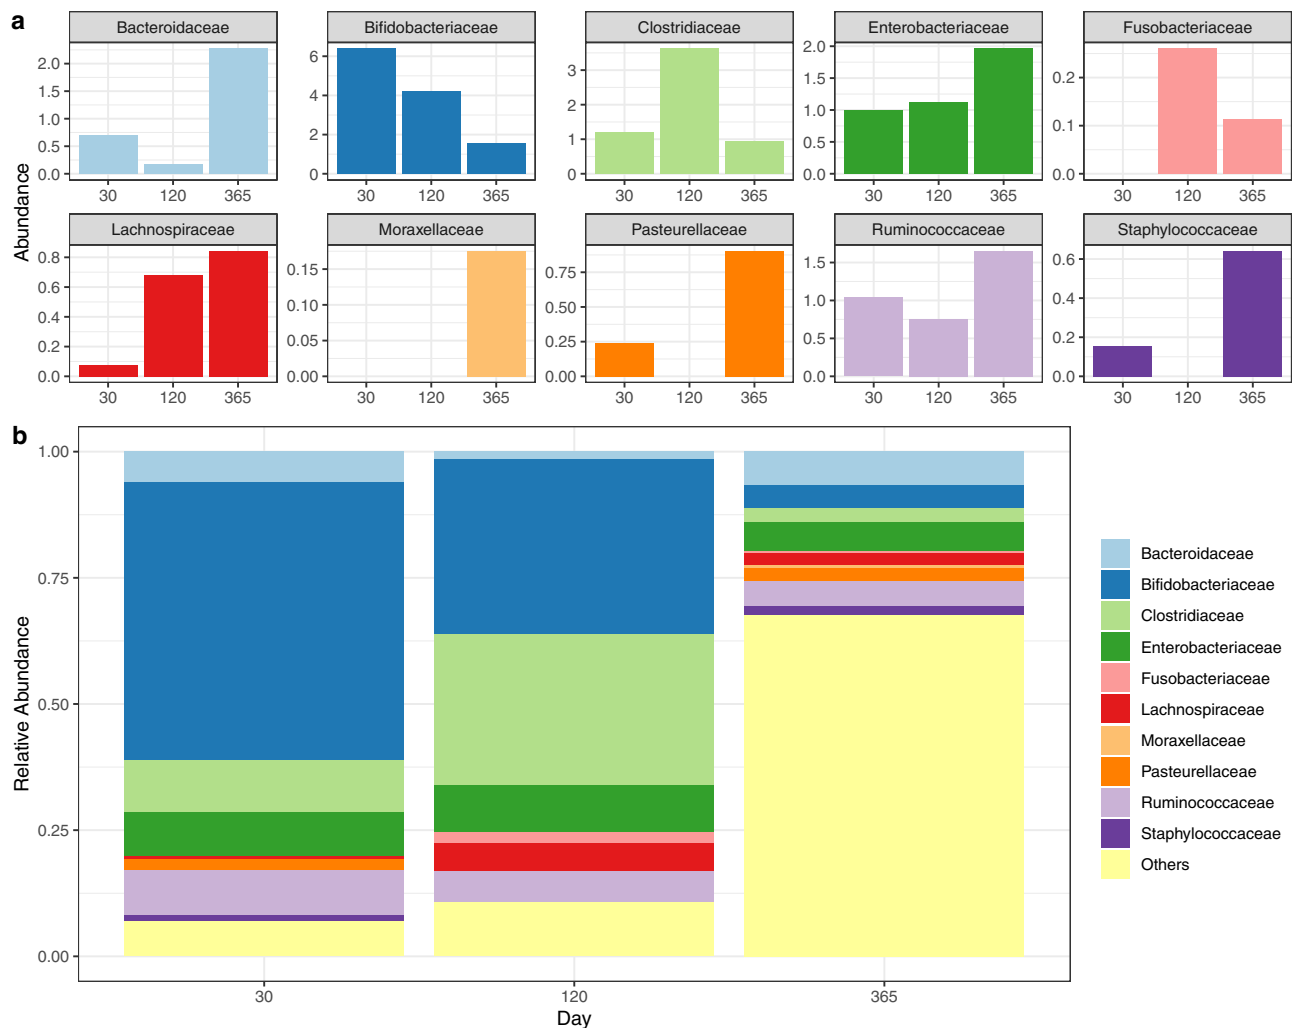 a
Bacteroidaceae
Bifidobacteriaceae
Clostridiaceae
Enterobacteriaceae
Fusobacteriaceae
2.0
1.5
1.0
0.5
0.0
6
4
2
0
3
2
1
0
2.0
1.5
1.0
0.5
0.0
0.2
0.1
0.0
30 120 365
30 120 365
30 120 365
30 120 365
30 120 365
Abundance
Lachnospiraceae
Moraxellaceae
Pasteurellaceae
Ruminococcaceae
Staphylococcaceae
0.8
0.6
0.4
0.2
0.0
0.15
0.10
0.05
0.00
0.75
0.50
0.25
0.00
1.5
1.0
0.5
0.0
0.6
0.4
0.2
0.0
30 120 365
30 120 365
30 120 365
30 120 365
30 120 365
b
1.00
0.75
0.50
0.25
0.00
Relative Abundance
30 120 365
Day
Bacteroidaceae
Bifidobacteriaceae
Clostridiaceae
Enterobacteriaceae
Fusobacteriaceae
Lachnospiraceae
Moraxellaceae
Pasteurellaceae
Ruminococcaceae
Staphylococcaceae
Others